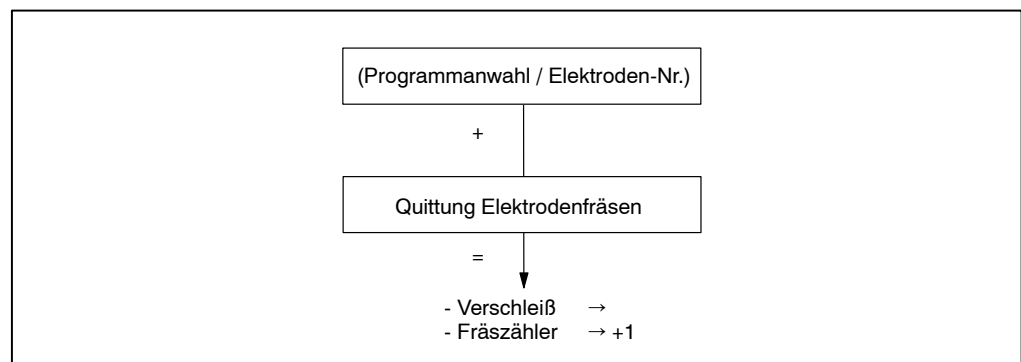 (Programmanwahl / Elektroden-Nr.)
+
Quittung Elektrodenfräsen
=
- Verschleiß →
- Fräszähler → +1